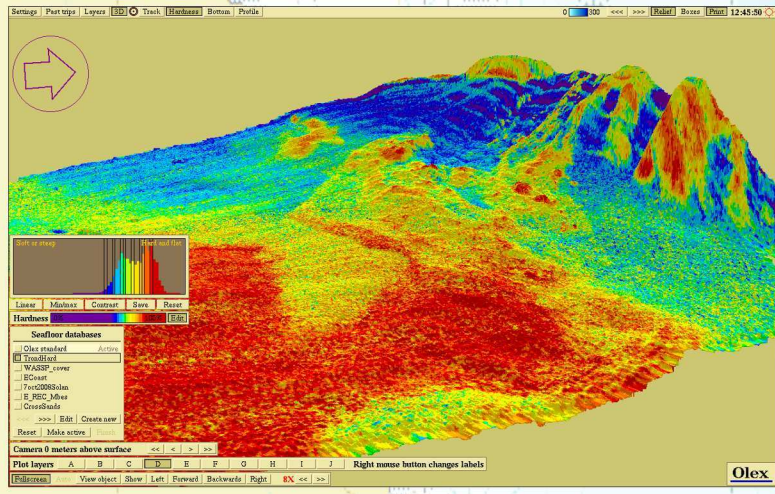 Settings Past trips Layers 3D Track Hardness Bottom Profile 0 300 <<< >>> Relief Boxes Print 12:45:50
Soft or steep Hard and flat
Linear Min/max Contrast Save Reset
Hardness Edit
Seafloor databases
Olex standard Active
TrondHard
WASSP_cover
ECoast
7oct2008Solan
E_REC_Mbes
CrossSands
>>> Edit Create new
Reset Make active
Camera 0 meters above surface << < > >>
Plot layers A B C D E F G H I J Right mouse button changes labels
Fullscreen View object Show Left Forward Backwards Right 8X << >>
Olex